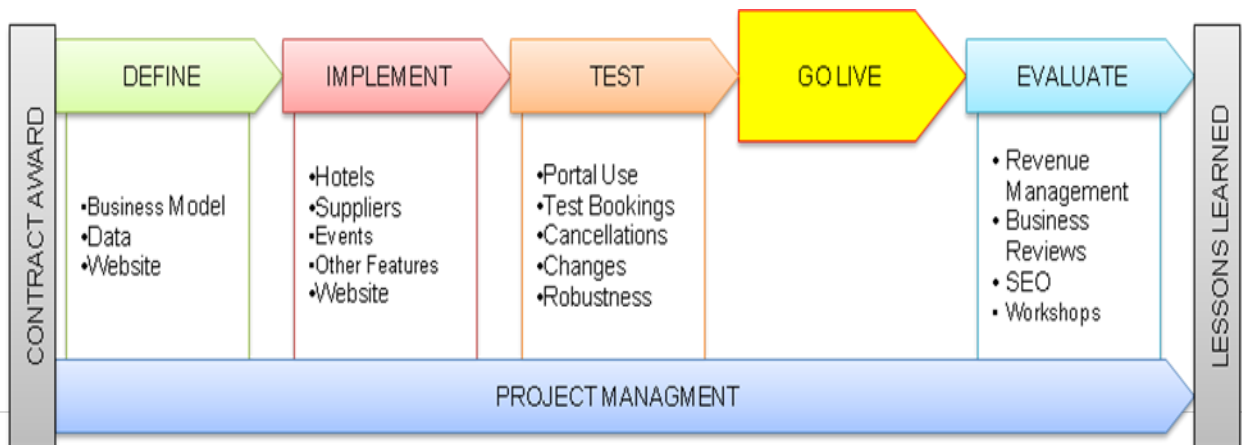 CONTRACT AWARD
DEFINE
•Business Model
•Data
•Website
IMPLEMENT
•Hotels
•Suppliers
•Events
•Other Features
•Website
TEST
•Portal Use
•Test Bookings
•Cancellations
•Changes
•Robustness
GO LIVE
EVALUATE
• Revenue
Management
• Business
Reviews
• SEO
• Workshops
LESSONS LEARNED
PROJECT MANAGMENT